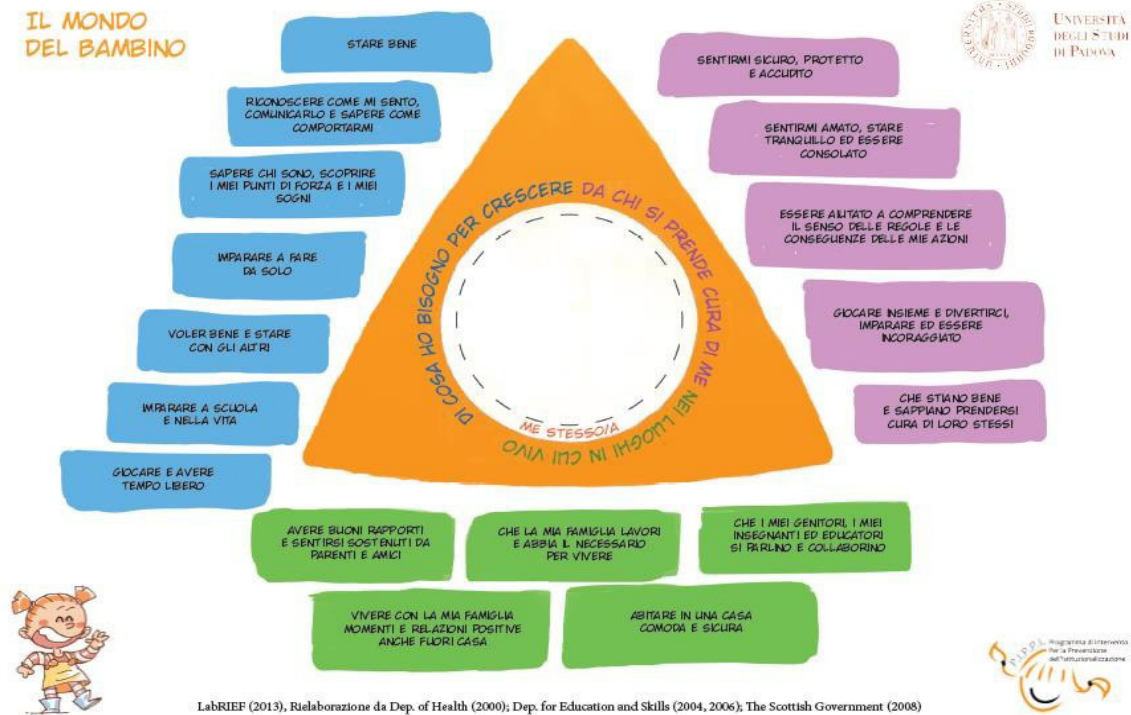 IL MONDO
DEL BAMBINO
UNIVERSITÀ
DEGLI STUDI
DI PADOVA
STARE BENE
RICONOSCERE COME MI SENTO,
COMUNICARLO E SAPERE COME
COMPORTARMI
SAPERE CHI SONO, SCOPRIRE
I MIEI PUNTI DI FORZA E I MIEI
SOGNI
IMPARARE A FARE
DA SOLO
VOLER BENE E STARE
CON GLI ALTRI
IMPARARE A SCUOLA
E NELLA VITA
GIOCARE E AVERE
TEMPO LIBERO
DI COSA HO BISOGNO PER CRESCERE
DA CHI SI PRENDE CURA DI ME
NEI LUOGHI IN CUI VIVO
ME STESSO/A
SENTIRMI SICURO, PROTETTO
E ACCUDITO
SENTIRMI AMATO, STARE
TRANQUILLO ED ESSERE
CONSOLATO
ESSERE AIUTATO A COMPRENDERE
IL SENSO DELLE REGOLE E LE
CONSEGUENZE DELLE MIE AZIONI
GIOCARE INSIEME E DIVERTIRCI,
IMPARARE ED ESSERE
INCORAGGIATO
CHE STIANO BENE
E SAPPIANO PRENDERSI
CURA DI LORO STESSI
AVERE BUONI RAPPORTI
E SENTIRSI SOSTENUTI DA
PARENTI E AMICI
CHE LA MIA FAMIGLIA LAVORI
E ABBIA IL NECESSARIO
PER VIVERE
CHE I MIEI GENITORI, I MIEI
INSEGNANTI ED EDUCATORI
SI PARLINO E COLLABORINO
VIVERE CON LA MIA FAMIGLIA
MOMENTI E RELAZIONI POSITIVE
ANCHE FUORI CASA
ABITARE IN UNA CASA
COMODA E SICURA
P.I.P.P.I.
Programma di Intervento
Per la Prevenzione
dell'Istituzionalizzazione
LabRIEF (2013), Rielaborazione da Dep. of Health (2000); Dep. for Education and Skills (2004, 2006); The Scottish Government (2008)